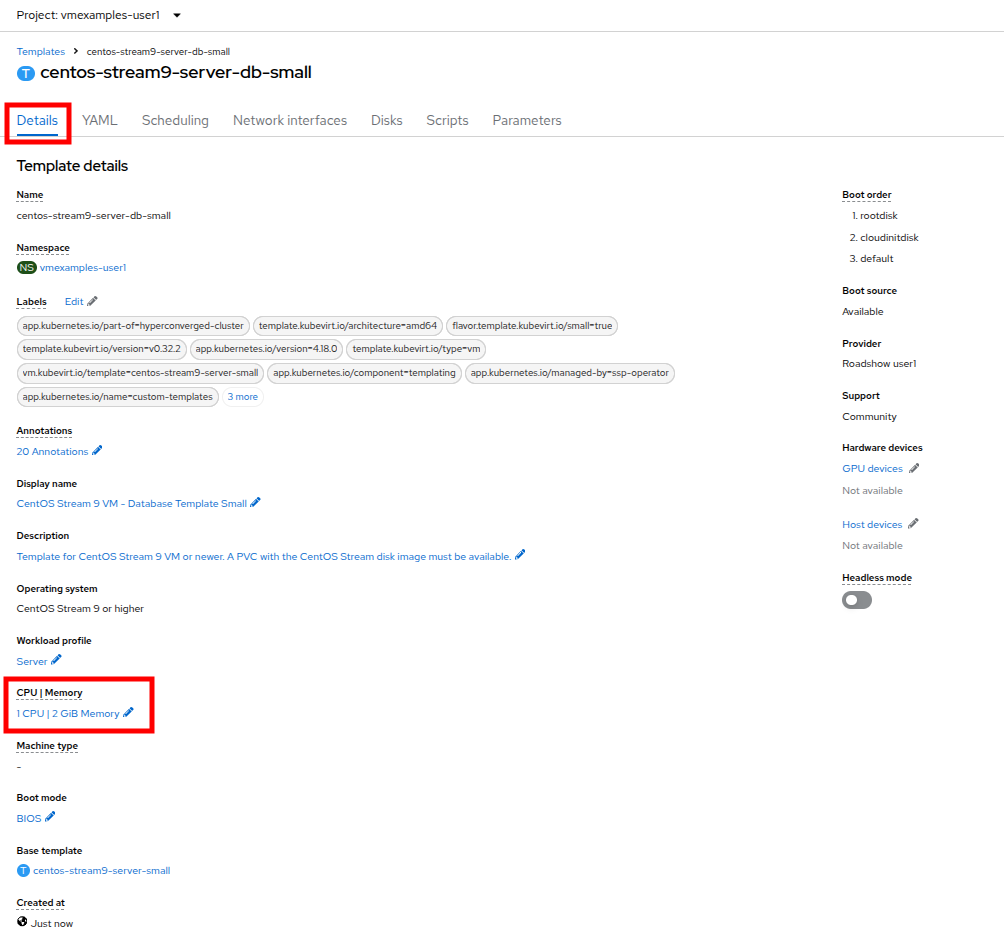 Project: vmexamples-user1
Templates > centos-stream9-server-db-small
T centos-stream9-server-db-small
Details YAML Scheduling Network interfaces Disks Scripts Parameters
Template details
Name
centos-stream9-server-db-small
Namespace
NS vmexamples-user1
Labels Edit
app.kubernetes.io/part-of=hyperconverged-cluster template.kubevirt.io/architecture=amd64 flavor.template.kubevirt.io/small=true
template.kubevirt.io/version=v0.32.2 app.kubernetes.io/version=4.18.0 template.kubevirt.io/type=vm
vm.kubevirt.io/template=centos-stream9-server-small app.kubernetes.io/component=templating app.kubernetes.io/managed-by=ssp-operator
app.kubernetes.io/name=custom-templates 3 more
Annotations
20 Annotations
Display name
CentOS Stream 9 VM - Database Template Small
Description
Template for CentOS Stream 9 VM or newer. A PVC with the CentOS Stream disk image must be available.
Operating system
CentOS Stream 9 or higher
Workload profile
Server
CPU | Memory
1 CPU | 2 GiB Memory
Machine type
-
Boot mode
BIOS
Base template
T centos-stream9-server-small
Created at
Just now
Boot order
1. rootdisk
2. cloudinitdisk
3. default
Boot source
Available
Provider
Roadshow user1
Support
Community
Hardware devices
GPU devices
Not available
Host devices
Not available
Headless mode